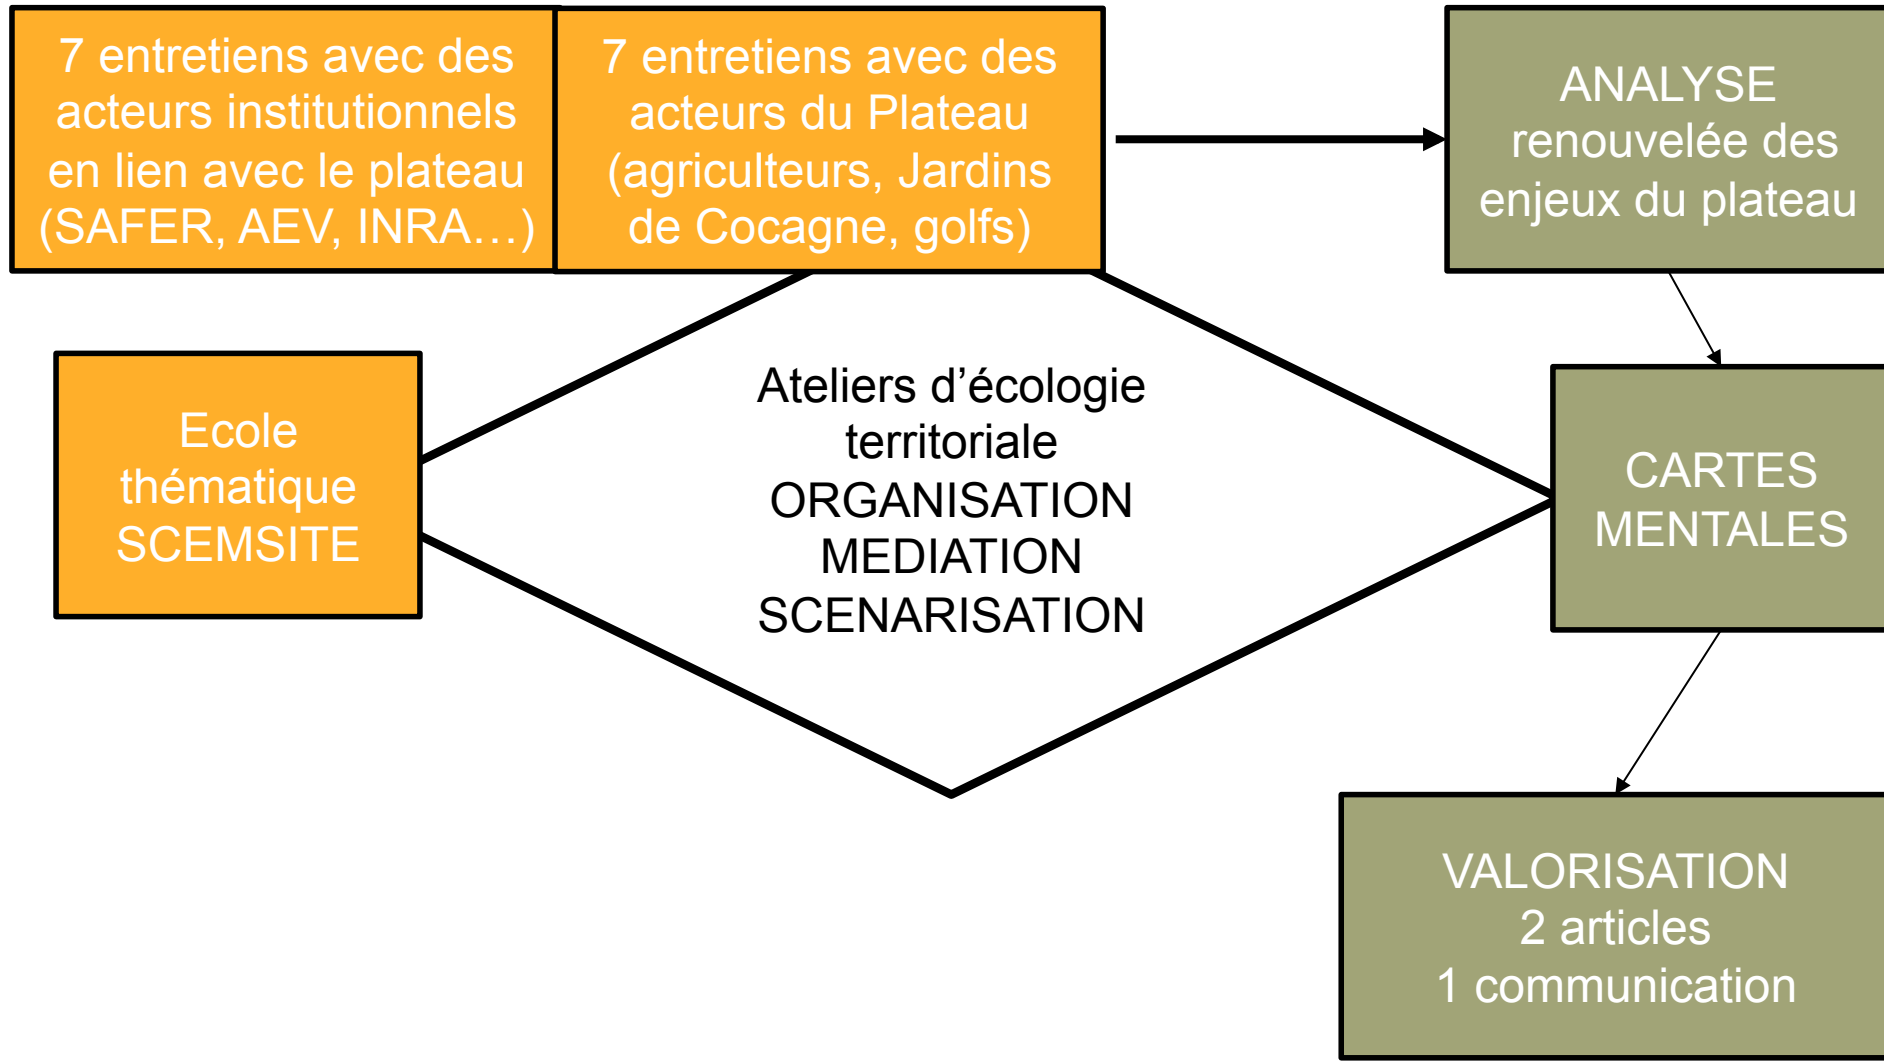 7 entretiens avec des
acteurs institutionnels
en lien avec le plateau
(SAFER, AEV, INRA…)
7 entretiens avec des
acteurs du Plateau
(agriculteurs, Jardins
de Cocagne, golfs)
ANALYSE
renouvelée des
enjeux du plateau
Ecole
thématique
SCEMSITE
Ateliers d’écologie
territoriale
ORGANISATION
MEDIATION
SCENARISATION
CARTES
MENTALES
VALORISATION
2 articles
1 communication